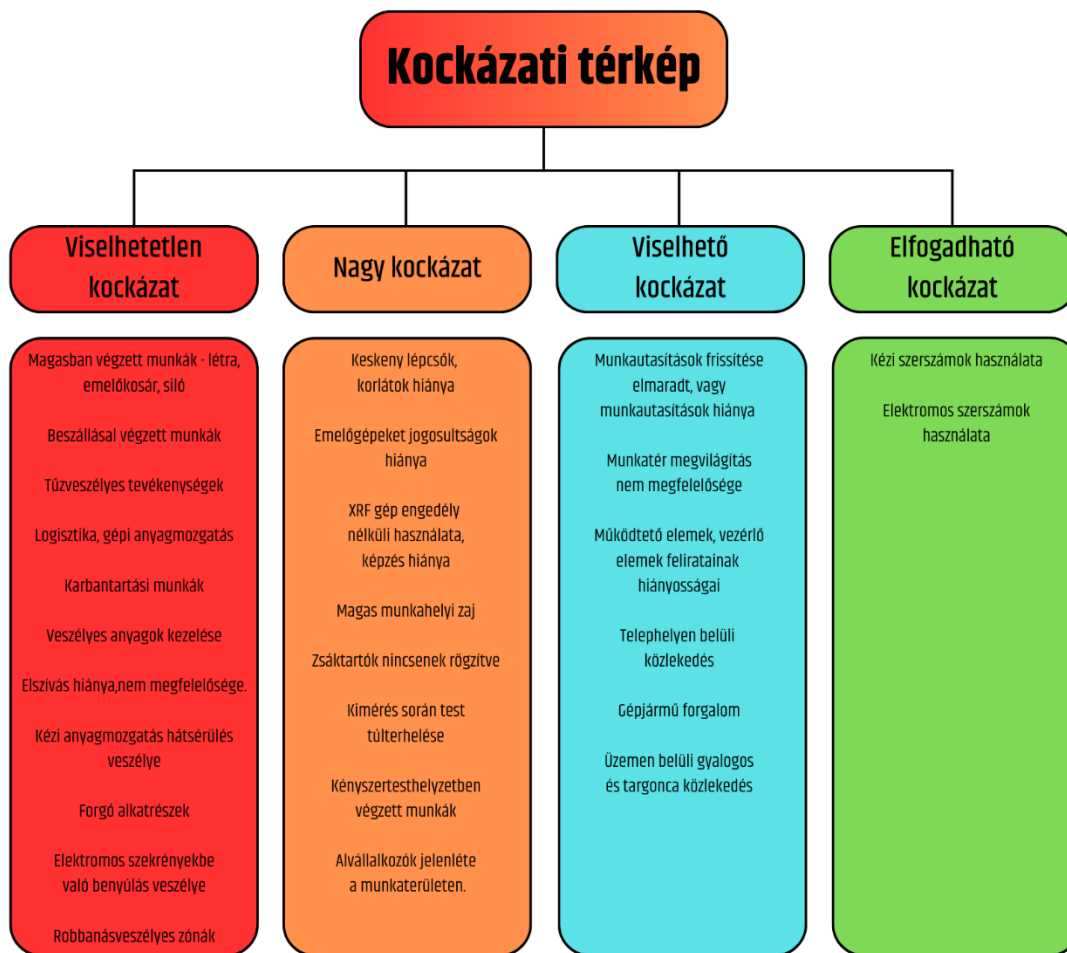 Kockázati térkép
Viselhetetlen
kockázat
Magasban végzett munkák - létra,
emelőkosár, siló
Beszállásal végzett munkák
Tűzveszélyes tevékenységek
Logisztika, gépi anyagmozgatás
Karbantartási munkák
Veszélyes anyagok kezelése
Elszívás hiánya,nem megfelelősége.
Kézi anyagmozgatás hátsérülés
veszélye
Forgó alkatrészek
Elektromos szekrényekbe
való benyúlás veszélye
Robbanásveszélyes zónák
Nagy kockázat
Keskeny lépcsők,
korlátok hiánya
Emelőgépeket jogosultságok
hiánya
XRF gép engedély
nélküli használata,
képzés hiánya
Magas munkahelyi zaj
Zsáktartók nincsenek rögzítve
Kimérés során test
túlterhelése
Kényszertesthelyzetben
végzett munkák
Alvállalkozók jelenléte
a munkaterületen.
Viselhető
kockázat
Munkautasítások frissítése
elmaradt, vagy
munkautasítások hiánya
Munkatér megvilágítás
nem megfelelősége
Működtető elemek, vezérlő
elemek feliratainak
hiányosságai
Telephelyen belüli
közlekedés
Gépjármű forgalom
Üzemen belüli gyalogos
és targonca közlekedés
Elfogadható
kockázat
Kézi szerszámok használata
Elektromos szerszámok
használata